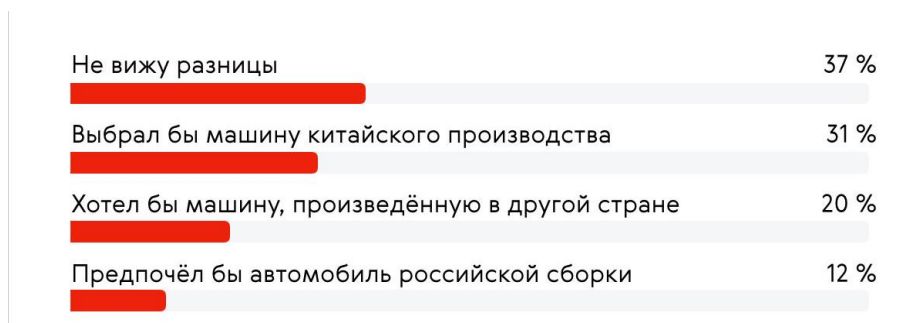 Не вижу разницы 37 %
Выбрал бы машину китайского производства 31 %
Хотел бы машину, произведённую в другой стране 20 %
Предпочёл бы автомобиль российской сборки 12 %